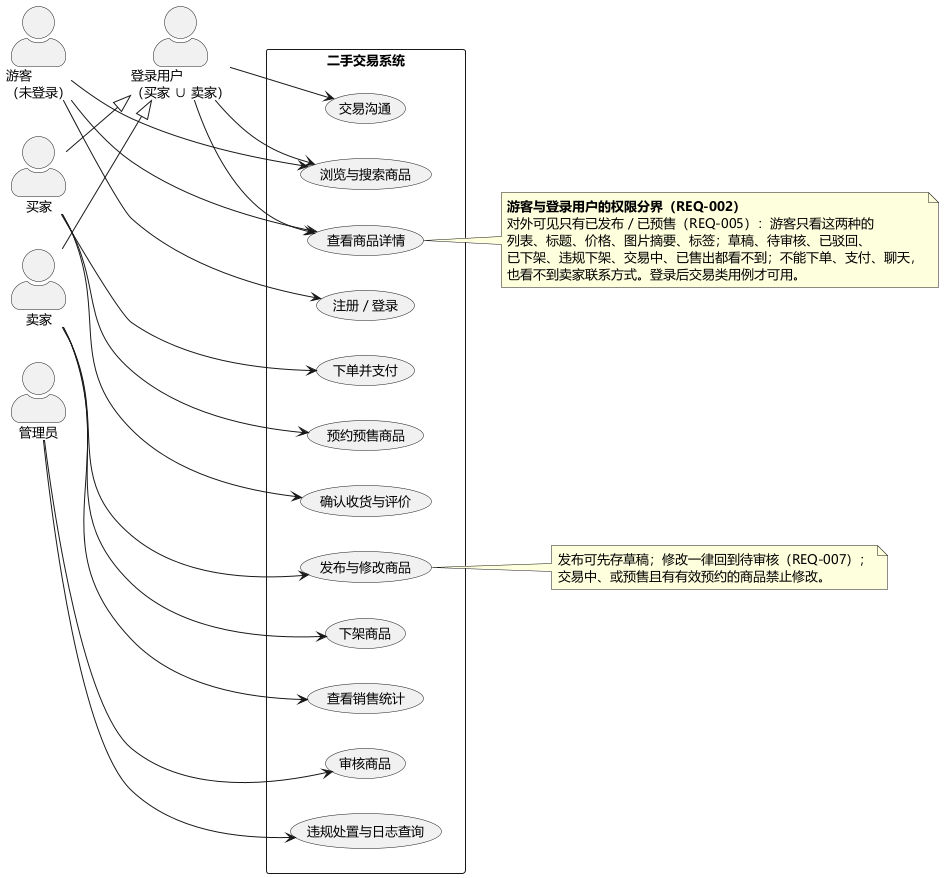 游客
（未登录）
登录用户
（买家 ∪ 卖家）
买家
卖家
管理员
二手交易系统
交易沟通
浏览与搜索商品
查看商品详情
注册 / 登录
下单并支付
预约预售商品
确认收货与评价
发布与修改商品
下架商品
查看销售统计
审核商品
违规处置与日志查询
游客与登录用户的权限分界（REQ-002）
对外可见只有已发布 / 已预售（REQ-005）：游客只看这两种的
列表、标题、价格、图片摘要、标签；草稿、待审核、已驳回、
已下架、违规下架、交易中、已售出都看不到；不能下单、支付、聊天，
也看不到卖家联系方式。登录后交易类用例才可用。
发布可先存草稿；修改一律回到待审核（REQ-007）；
交易中、或预售且有有效预约的商品禁止修改。